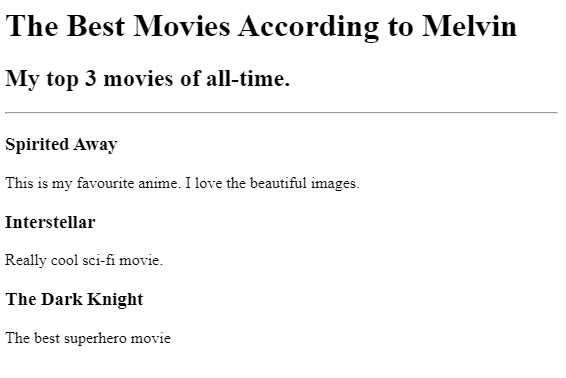 The Best Movies According to Melvin
My top 3 movies of all-time.
Spirited Away
This is my favourite anime. I love the beautiful images.
Interstellar
Really cool sci-fi movie.
The Dark Knight
The best superhero movie